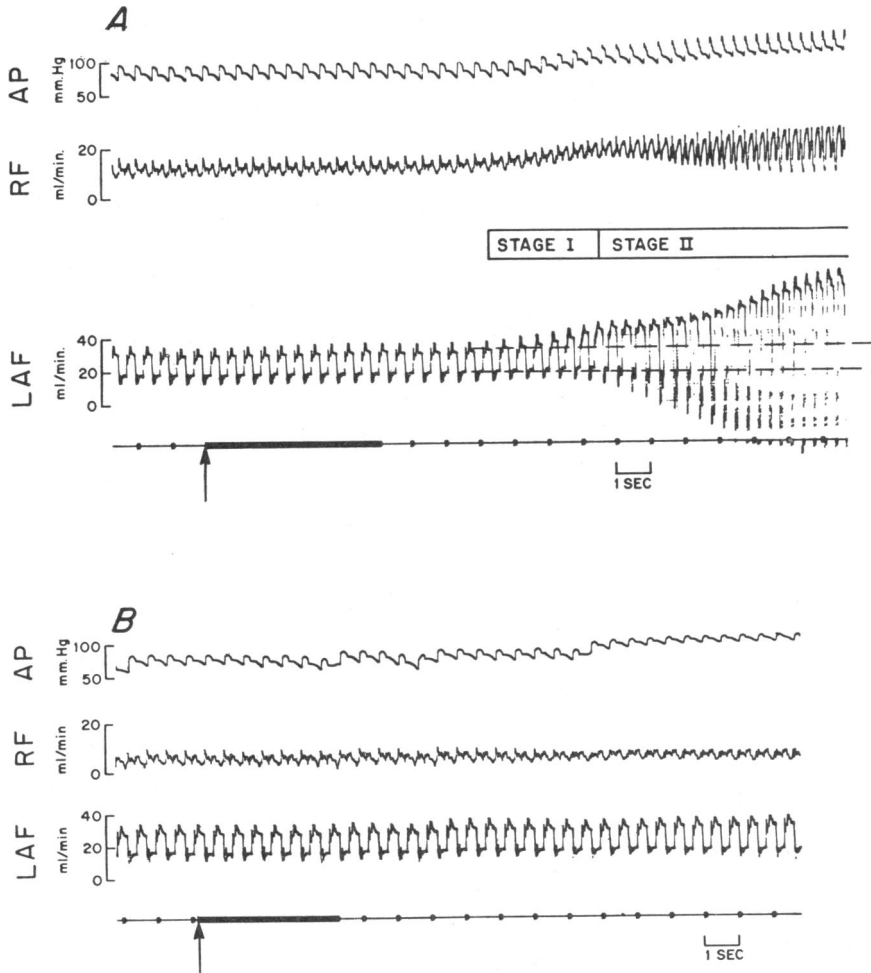 A
AP
mm.Hg
100
50
RF
ml/min.
20
0
STAGE I
STAGE II
LAF
ml/min.
40
20
0
1 SEC
B
AP
mm.Hg
100
50
RF
ml/min
20
0
LAF
ml/min
40
20
0
1 SEC